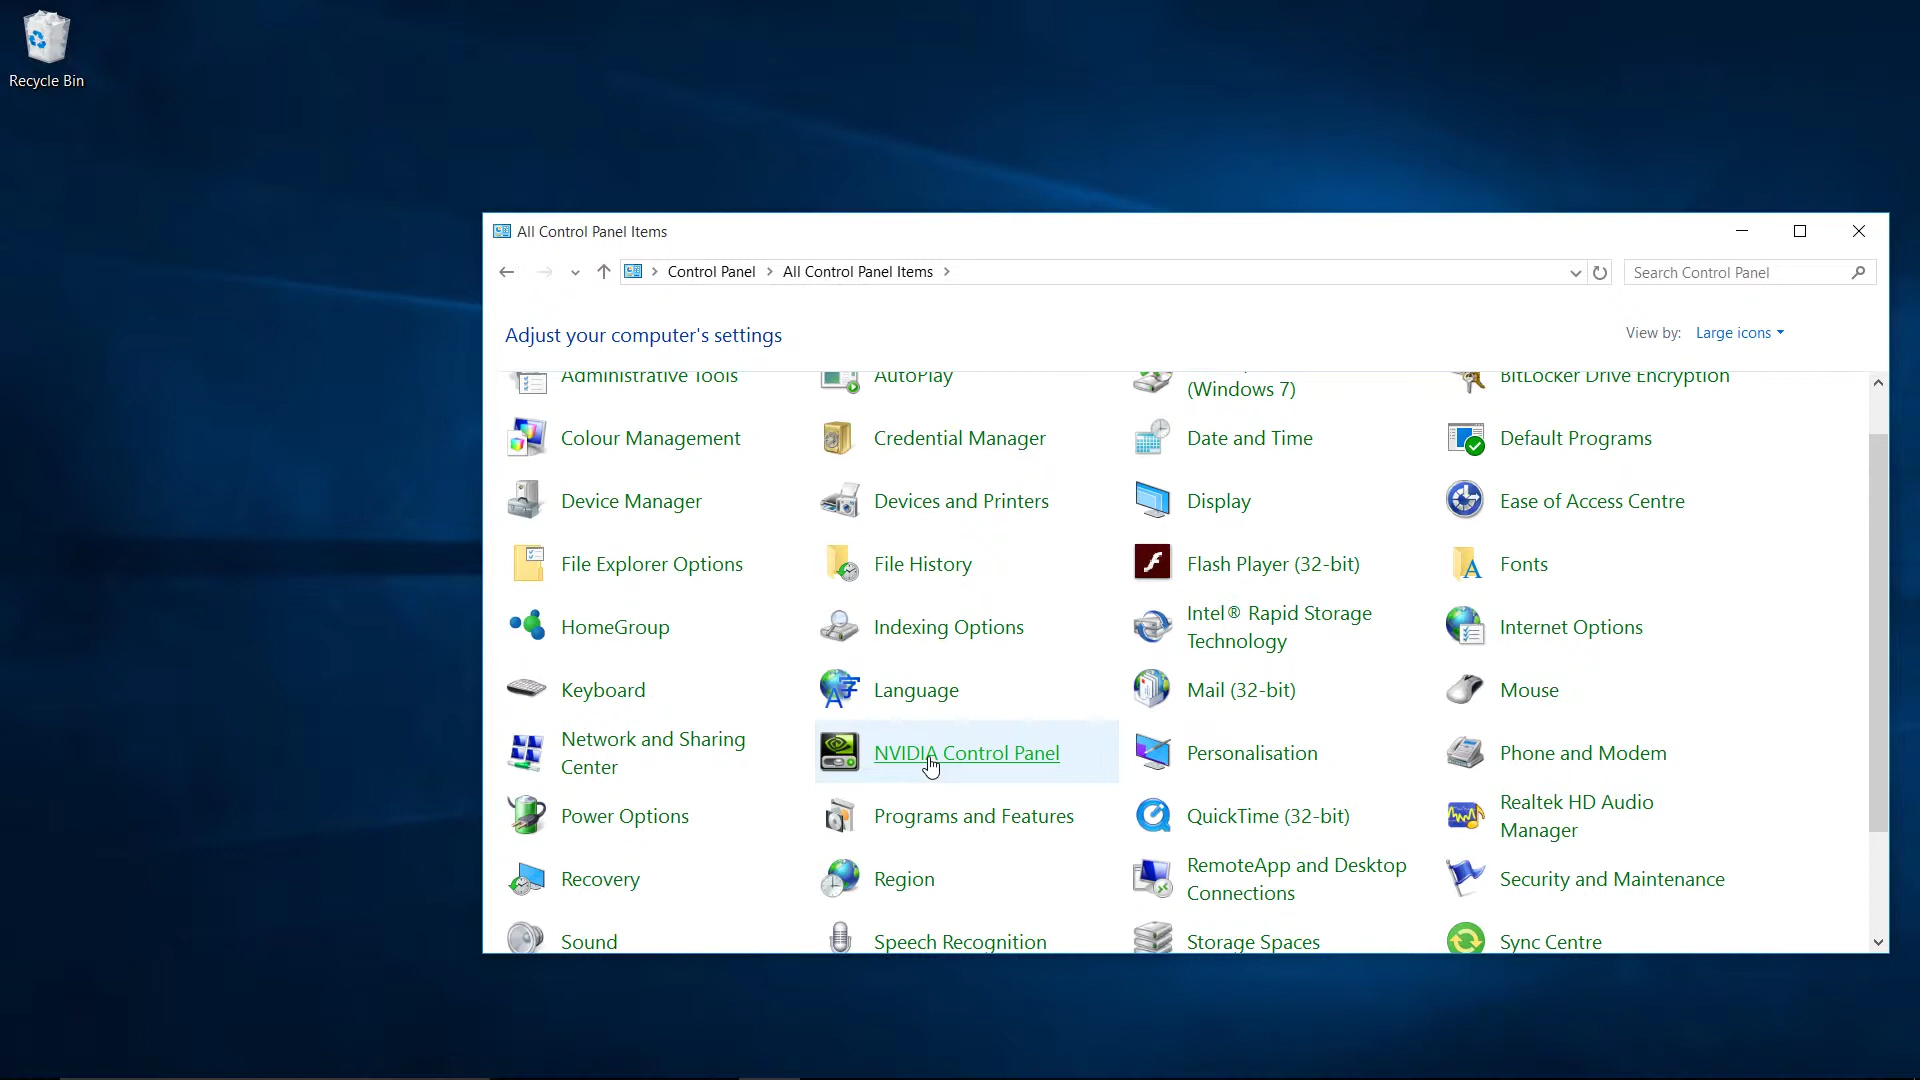 Recycle Bin
All Control Panel Items
Control Panel
All Control Panel Items
Search Control Panel
Adjust your computer's settings
View by:
Large icons
Administrative Tools
AutoPlay
(Windows 7)
BitLocker Drive Encryption
Colour Management
Credential Manager
Date and Time
Default Programs
Device Manager
Devices and Printers
Display
Ease of Access Centre
File Explorer Options
File History
Flash Player (32-bit)
Fonts
HomeGroup
Indexing Options
Intel® Rapid Storage
Technology
Internet Options
Keyboard
Language
Mail (32-bit)
Mouse
Network and Sharing
Center
NVIDIA Control Panel
Personalisation
Phone and Modem
Power Options
Programs and Features
QuickTime (32-bit)
Realtek HD Audio
Manager
Recovery
Region
RemoteApp and Desktop
Connections
Security and Maintenance
Sound
Speech Recognition
Storage Spaces
Sync Centre